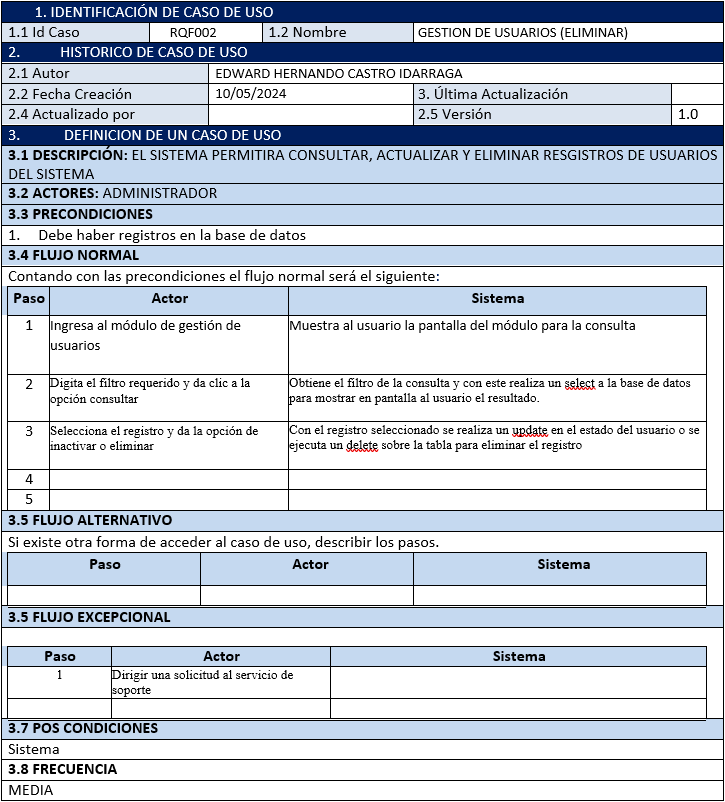 1. IDENTIFICACIÓN DE CASO DE USO
1.1 Id Caso RQF002 1.2 Nombre GESTION DE USUARIOS (ELIMINAR)
2. HISTORICO DE CASO DE USO
2.1 Autor EDWARD HERNANDO CASTRO IDARRAGA
2.2 Fecha Creación 10/05/2024 3. Última Actualización
2.4 Actualizado por 2.5 Versión 1.0
3. DEFINICION DE UN CASO DE USO
3.1 DESCRIPCIÓN: EL SISTEMA PERMITIRA CONSULTAR, ACTUALIZAR Y ELIMINAR RESGISTROS DE USUARIOS
DEL SISTEMA
3.2 ACTORES: ADMINISTRADOR
3.3 PRECONDICIONES
1. Debe haber registros en la base de datos
3.4 FLUJO NORMAL
Contando con las precondiciones el flujo normal será el siguiente:
Paso Actor Sistema
1 Ingresa al módulo de gestión de Muestra al usuario la pantalla del módulo para la consulta
usuarios
2 Digita el filtro requerido y da clic a la Obtiene el filtro de la consulta y con este realiza un select a la base de datos
opción consultar para mostrar en pantalla al usuario el resultado.
3 Selecciona el registro y da la opción de Con el registro seleccionado se realiza un update en el estado del usuario o se
inactivar o eliminar ejecuta un delete sobre la tabla para eliminar el registro
4
5
3.5 FLUJO ALTERNATIVO
Si existe otra forma de acceder al caso de uso, describir los pasos.
Paso Actor Sistema
3.5 FLUJO EXCEPCIONAL
Paso Actor Sistema
1 Dirigir una solicitud al servicio de
soporte
3.7 POS CONDICIONES
Sistema
3.8 FRECUENCIA
MEDIA